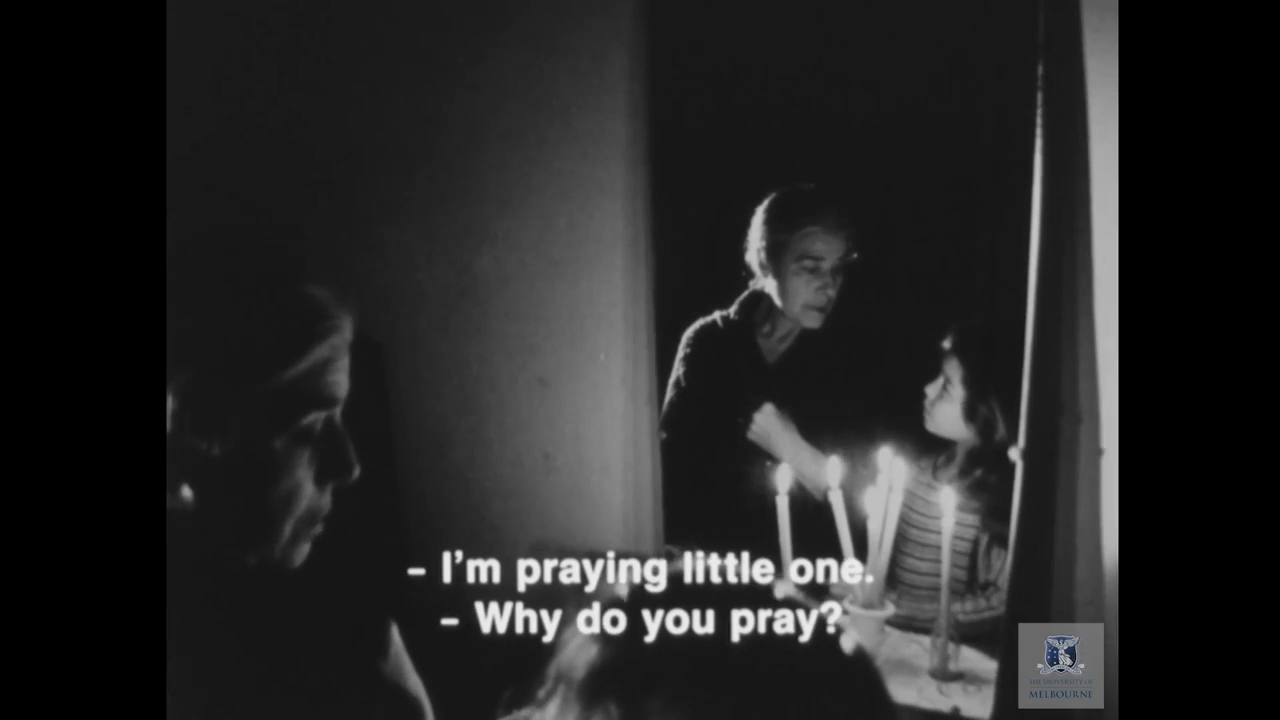 - I'm praying little one.
- Why do you pray?
THE UNIVERSITY OF
MELBOURNE